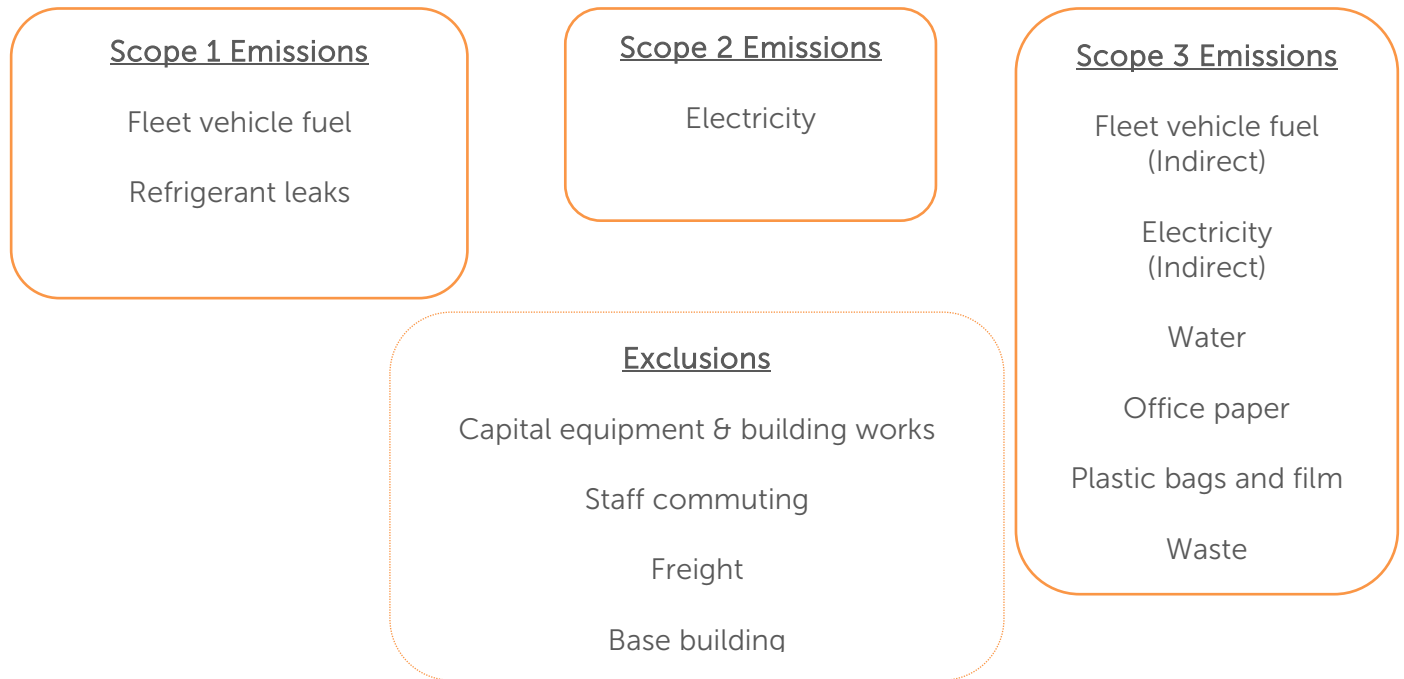 Scope 1 Emissions
Fleet vehicle fuel
Refrigerant leaks
Scope 2 Emissions
Electricity
Scope 3 Emissions
Fleet vehicle fuel
(Indirect)
Electricity
(Indirect)
Water
Office paper
Plastic bags and film
Waste
Exclusions
Capital equipment & building works
Staff commuting
Freight
Base building